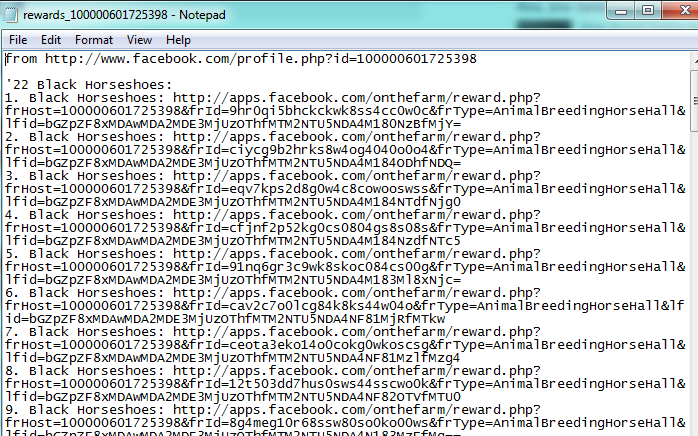 rewards_100000601725398 - Notepad
File Edit Format View Help
from http://www.facebook.com/profile.php?id=100000601725398
'22 Black Horseshoes:
1. Black Horseshoes: http://apps.facebook.com/onthefarm/reward.php?
frHost=100000601725398&frId=9hr0qi5bhckckwk8ss4cc0w0c&frType=AnimalBreedingHorseHall&
lfid=bGZpZF8xMDAwMDA2MDE3MjUzOThfMTM2NTU5NDA4M180NzBfMjY=
2. Black Horseshoes: http://apps.facebook.com/onthefarm/reward.php?
frHost=100000601725398&frId=ciycg9b2hrks8w4og4040o0o4&frType=AnimalBreedingHorseHall&
lfid=bGZpZF8xMDAwMDA2MDE3MjUzOThfMTM2NTU5NDA4M184ODhfNDQ=
3. Black Horseshoes: http://apps.facebook.com/onthefarm/reward.php?
frHost=100000601725398&frId=eqv7kps2d8g0w4c8cowooswss&frType=AnimalBreedingHorseHall&
lfid=bGZpZF8xMDAwMDA2MDE3MjUzOThfMTM2NTU5NDA4M184NTdfNjg0
4. Black Horseshoes: http://apps.facebook.com/onthefarm/reward.php?
frHost=100000601725398&frId=cfjnf2p52kg0cs0804gs8s08s&frType=AnimalBreedingHorseHall&
lfid=bGZpZF8xMDAwMDA2MDE3MjUzOThfMTM2NTU5NDA4M184NzdfNTc5
5. Black Horseshoes: http://apps.facebook.com/onthefarm/reward.php?
frHost=100000601725398&frId=91nq6gr3c9wk8skoc084cs00g&frType=AnimalBreedingHorseHall&
lfid=bGZpZF8xMDAwMDA2MDE3MjUzOThfMTM2NTU5NDA4M183Ml8xNjc=
6. Black Horseshoes: http://apps.facebook.com/onthefarm/reward.php?
frHost=100000601725398&frId=cav2c7o0lcg84k8ks44w04o&frType=AnimalBreedingHorseHall&lf
id=bGZpZF8xMDAwMDA2MDE3MjUzOThfMTM2NTU5NDA4NF81MjRfMTkw
7. Black Horseshoes: http://apps.facebook.com/onthefarm/reward.php?
frHost=100000601725398&frId=ceota3eko14o0cokg0wkoscsg&frType=AnimalBreedingHorseHall&
lfid=bGZpZF8xMDAwMDA2MDE3MjUzOThfMTM2NTU5NDA4NF81MzlfMzg4
8. Black Horseshoes: http://apps.facebook.com/onthefarm/reward.php?
frHost=100000601725398&frId=12t503dd7hus0sws44sscwo0k&frType=AnimalBreedingHorseHall&
lfid=bGZpZF8xMDAwMDA2MDE3MjUzOThfMTM2NTU5NDA4NF82OTVfMTU0
9. Black Horseshoes: http://apps.facebook.com/onthefarm/reward.php?
frHost=100000601725398&frId=8g4meg10r68ssw80so0ko00ws&frType=AnimalBreedingHorseHall&